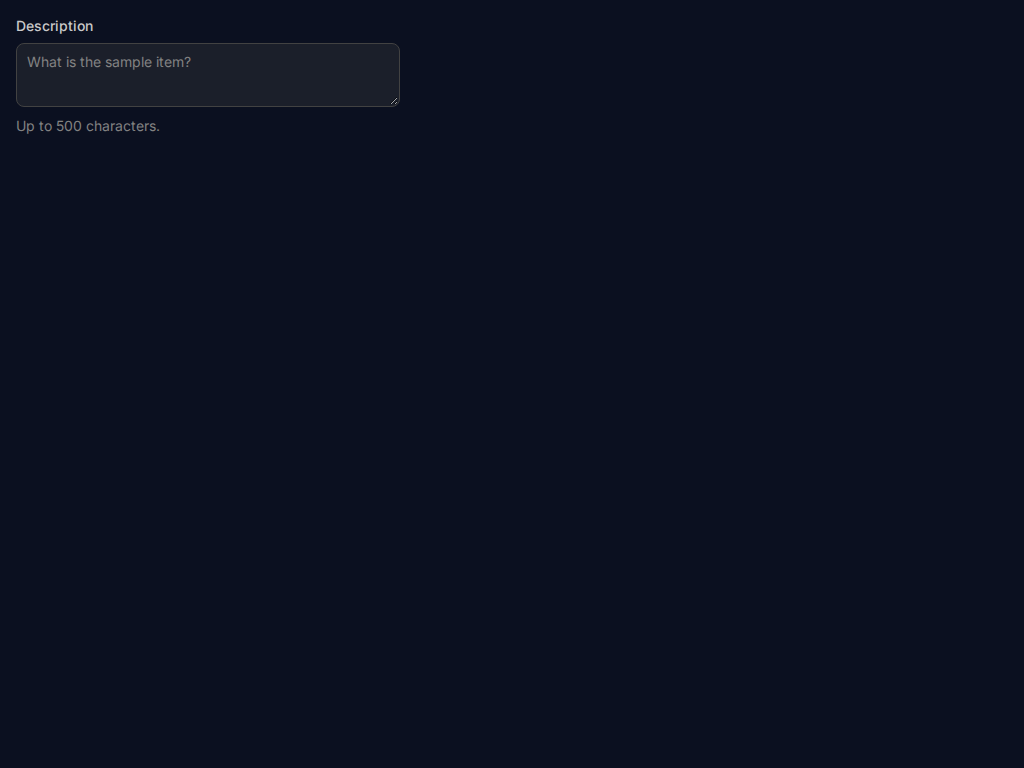 Description
What is the sample item?
Up to 500 characters.